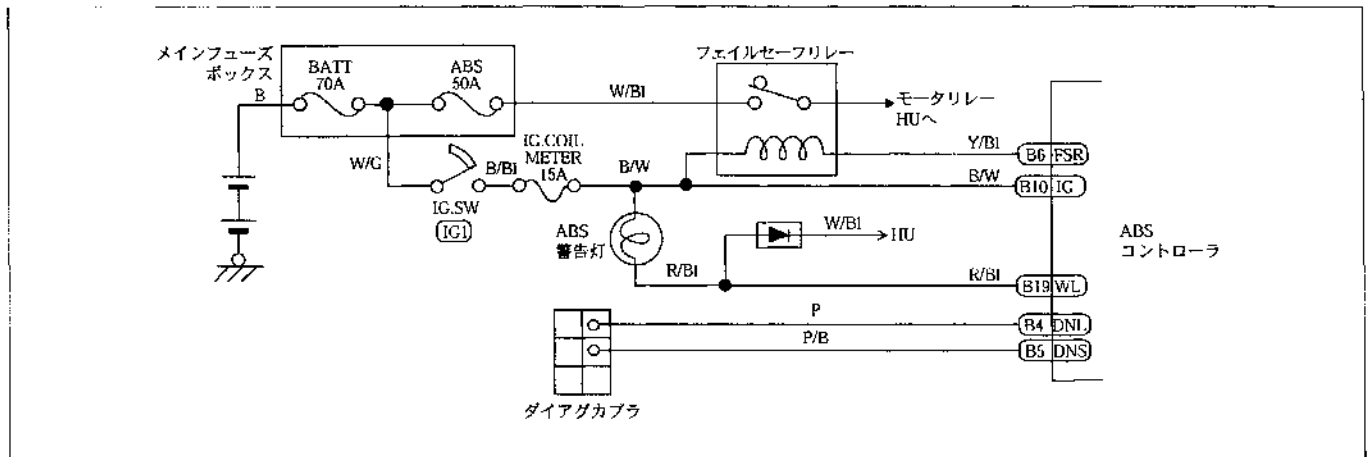 メインフューズ
ボックス
BATT
70A
ABS
50A
フェイルセーフリレー
B
W/Bl
モータリレー
HUへ
W/G
B/Bl
IG.COIL
METER
15A
B/W
Y/Bl
B6 FSR
B/W
B10 IG
IG.SW
IG1
ABS
警告灯
W/Bl
HU
ABS
コントローラ
R/Bl
R/Bl
B19 WL
P
B4 DNL
P/B
B5 DNS
ダイアグカプラ